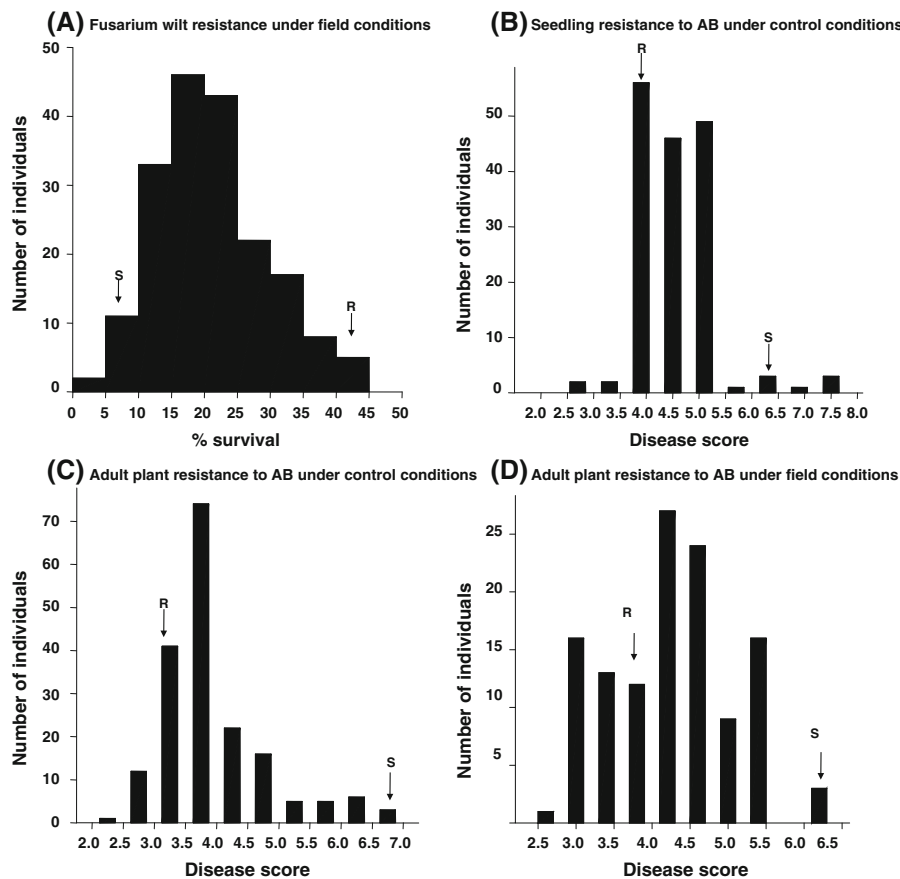 (A) Fusarium wilt resistance under field conditions
Number of individuals
50
40
30
20
10
0
S
R
0 5 10 15 20 25 30 35 40 45 50
% survival
(B) Seedling resistance to AB under control conditions
Number of individuals
50
40
30
20
10
0
R
S
2.0 2.5 3.0 3.5 4.0 4.5 5.0 5.5 6.0 6.5 7.0 7.5 8.0
Disease score
(C) Adult plant resistance to AB under control conditions
Number of individuals
70
60
50
40
30
20
10
0
R
S
2.0 2.5 3.0 3.5 4.0 4.5 5.0 5.5 6.0 6.5 7.0
Disease score
(D) Adult plant resistance to AB under field conditions
Number of individuals
25
20
15
10
5
R
S
2.5 3.0 3.5 4.0 4.5 5.0 5.5 6.0 6.5
Disease score